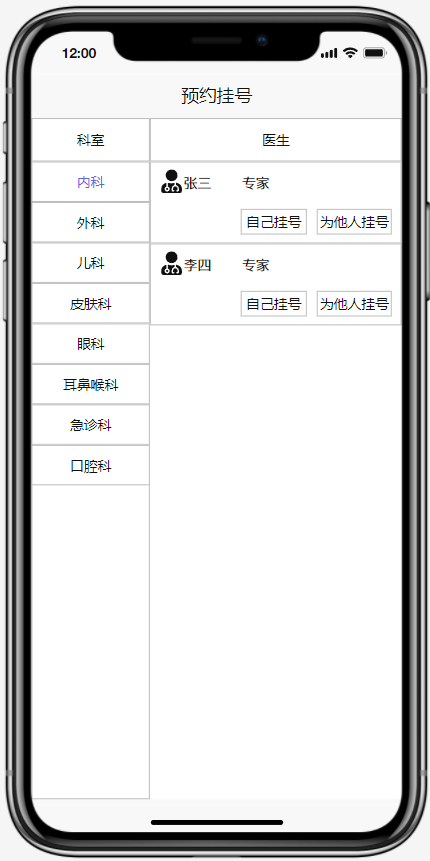 12:00
预约挂号
科室
医生
内科
张三 专家
自己挂号 为他人挂号
外科
儿科
李四 专家
自己挂号 为他人挂号
皮肤科
眼科
耳鼻喉科
急诊科
口腔科